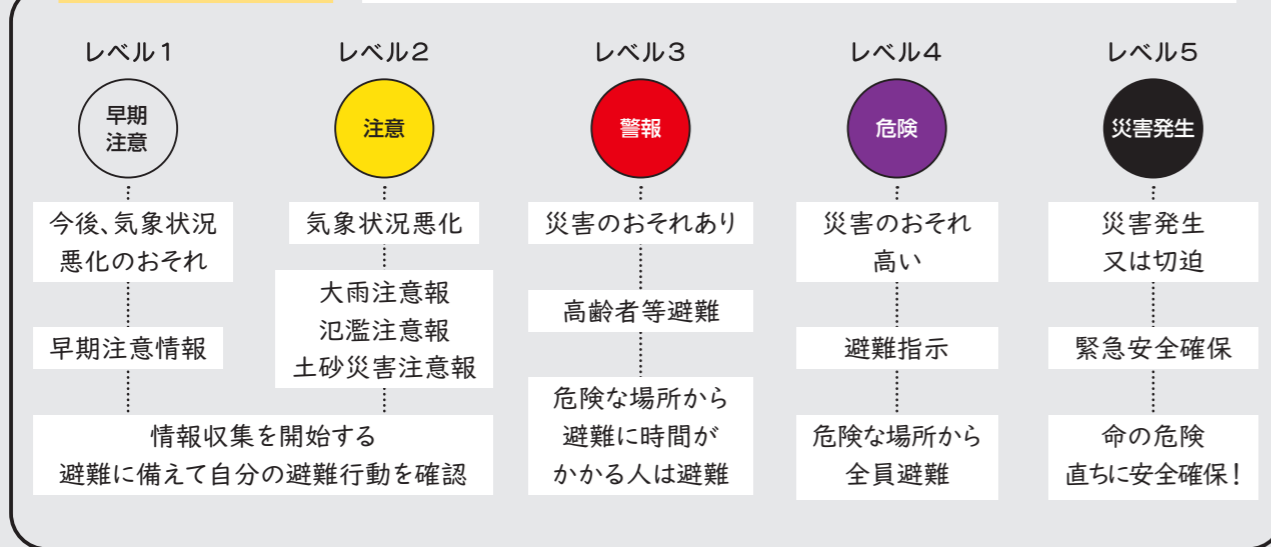 レベル1
早期
注意
今後、気象状況
悪化のおそれ
早期注意情報
レベル2
注意
気象状況悪化
大雨注意報
氾濫注意報
土砂災害注意報
情報収集を開始する
避難に備えて自分の避難行動を確認
レベル3
警報
災害のおそれあり
高齢者等避難
危険な場所から
避難に時間が
かかる人は避難
レベル4
危険
災害のおそれ
高い
避難指示
危険な場所から
全員避難
レベル5
災害発生
災害発生
又は切迫
緊急安全確保
命の危険
直ちに安全確保!